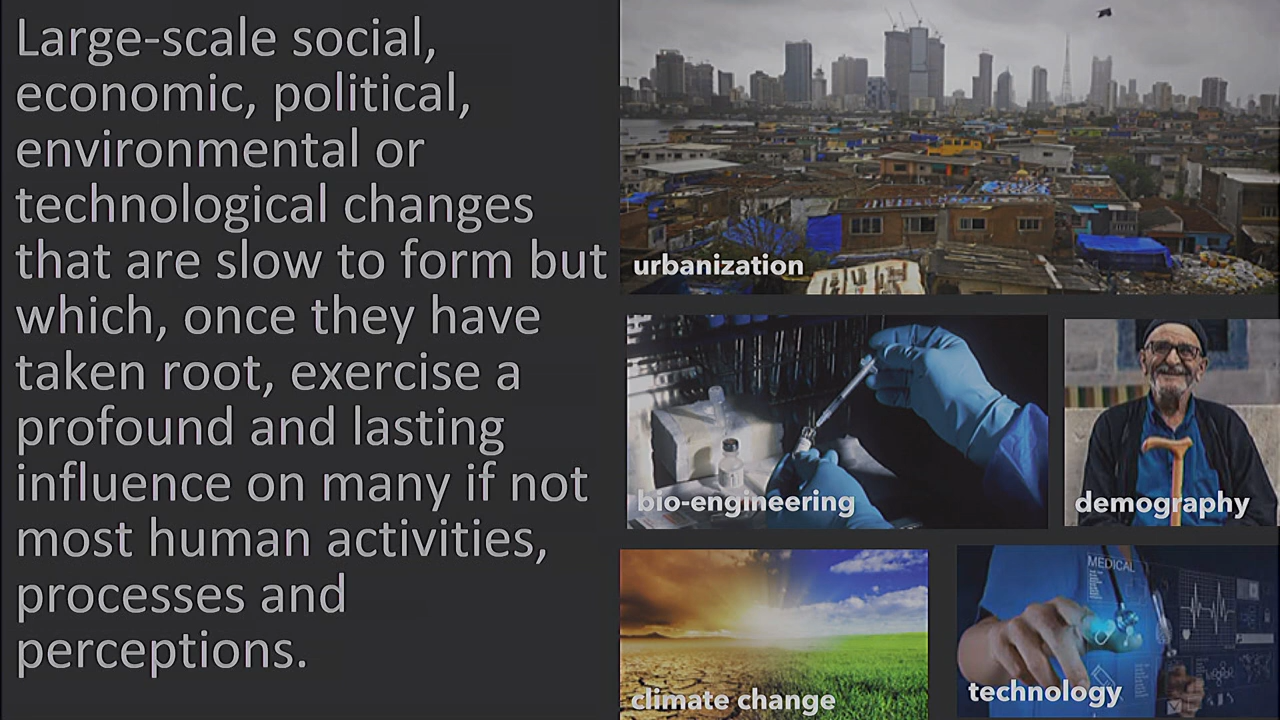 Large-scale social,
economic, political,
environmental or
technological changes
that are slow to form but
which, once they have
taken root, exercise a
profound and lasting
influence on many if not
most human activities,
processes and
perceptions.
urbanization
bio-engineering
demography
climate change
MEDICAL
technology